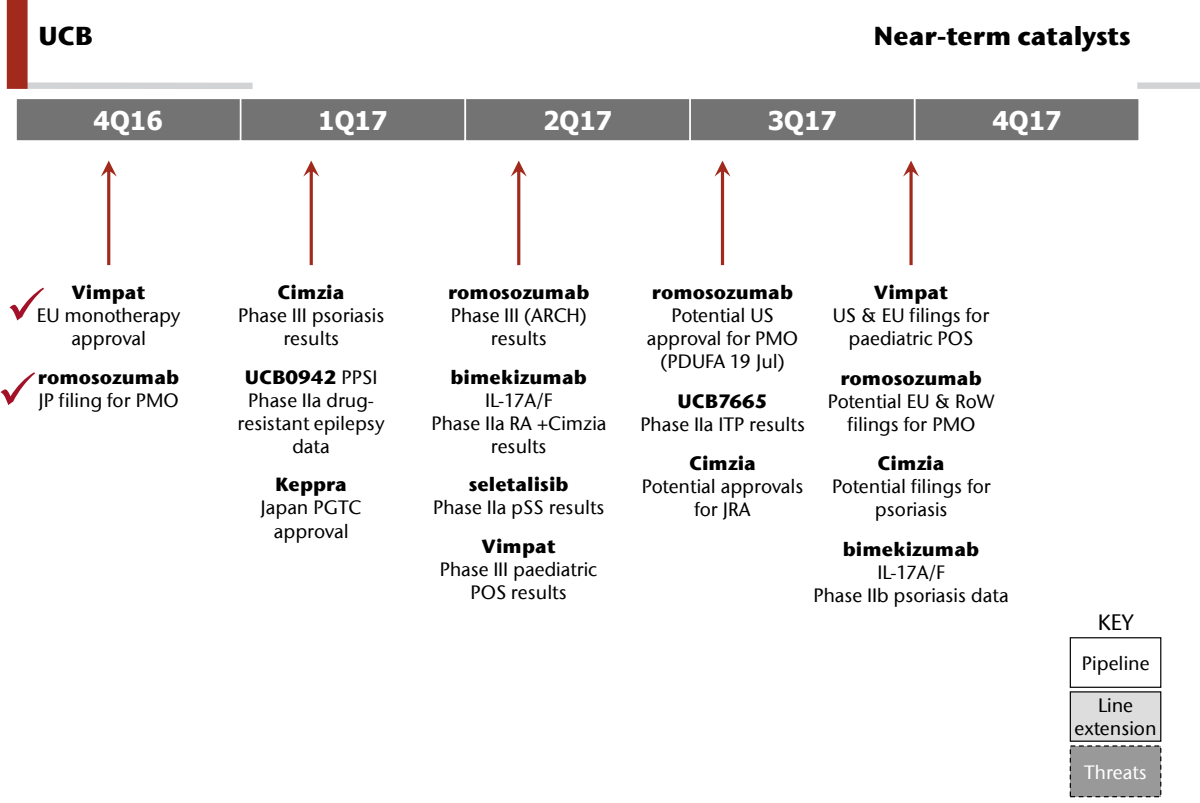 UCB
Near-term catalysts
4Q16
1Q17
2Q17
3Q17
4Q17
Vimpat
EU monotherapy
approval
romosozumab
JP filing for PMO
Cimzia
Phase III psoriasis
results
UCB0942 PPSI
Phase IIa drug-
resistant epilepsy
data
Keppra
Japan PGTC
approval
romosozumab
Phase III (ARCH)
results
bimekizumab
IL-17A/F
Phase IIa RA +Cimzia
results
seletalisib
Phase IIa pSS results
Vimpat
Phase III paediatric
POS results
romosozumab
Potential US
approval for PMO
(PDUFA 19 Jul)
UCB7665
Phase IIa ITP results
Cimzia
Potential approvals
for JRA
Vimpat
US & EU filings for
paediatric POS
romosozumab
Potential EU & RoW
filings for PMO
Cimzia
Potential filings for
psoriasis
bimekizumab
IL-17A/F
Phase IIb psoriasis data
KEY
Pipeline
Line
extension
Threats